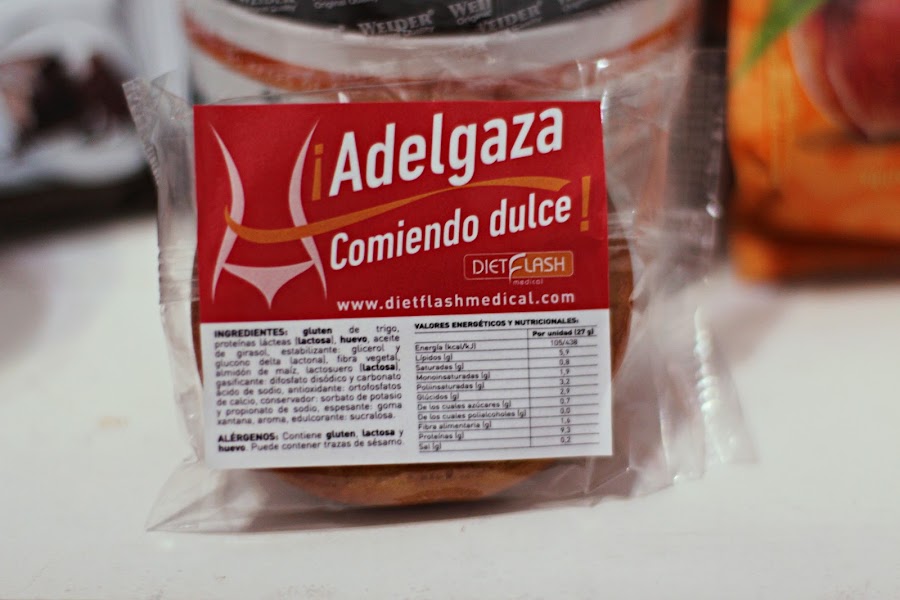 WEIDER
WEIDER
¡Adelgaza
Comiendo dulce!
DIETFLASH
medical
www.dietflashmedical.com
INGREDIENTES: gluten de trigo,
proteínas lácteas (lactosa), huevo, aceite
de girasol, estabilizante: glicerol y
glucono delta lactona), fibra vegetal,
almidón de maíz, lactosuero (lactosa),
gasificante: difosfato disódico y carbonato
ácido de sodio, antioxidante: ortofosfatos
de calcio, conservador: sorbato de potasio
y propionato de sodio, espesante: goma
xantana, aroma, edulcorante: sucralosa.
ALÉRGENOS: Contiene gluten, lactosa y
huevo. Puede contener trazas de sésamo.
VALORES ENERGÉTICOS Y NUTRICIONALES:
Por unidad (27 g)
Energía (kcal/kJ) 105/438
Lípidos (g) 5,9
Saturadas (g) 0,8
Monoinsaturadas (g) 1,9
Poliinsaturadas (g) 3,2
Glúcidos (g) 2,9
De los cuales azúcares (g) 0,7
De los cuales polialcoholes (g) 0,0
Fibra alimentaria (g) 1,6
Proteínas (g) 9,3
Sal (g) 0,2